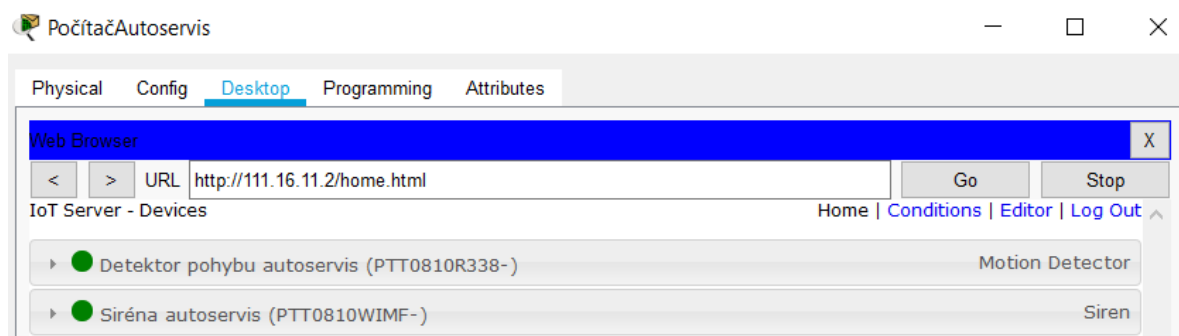 PočítačAutoservis
Physical Config Desktop Programming Attributes
Web Browser X
< > URL http://111.16.11.2/home.html Go Stop
IoT Server - Devices Home | Conditions | Editor | Log Out
Detektor pohybu autoservis (PTT0810R338-) Motion Detector
Siréna autoservis (PTT0810WIMF-) Siren